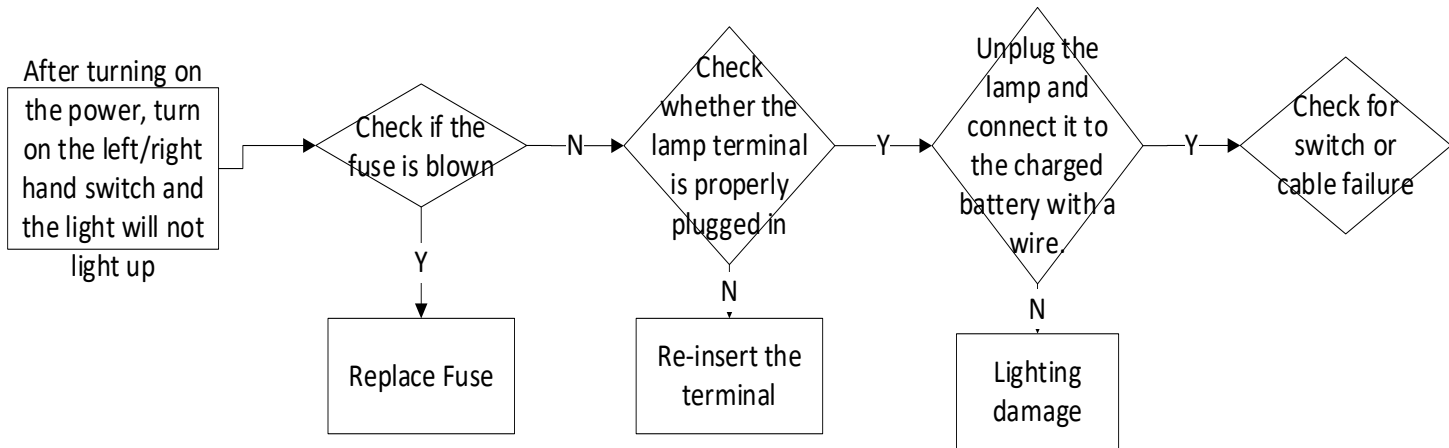 After turning on
the power, turn
on the left/right
hand switch and
the light will not
light up
Check if the
fuse is blown
N
Y
Replace Fuse
Check
whether the
lamp terminal
is properly
plugged in
Y
N
Re-insert the
terminal
Unplug the
lamp and
connect it to
the charged
battery with a
wire.
Y
N
Lighting
damage
Check for
switch or
cable failure